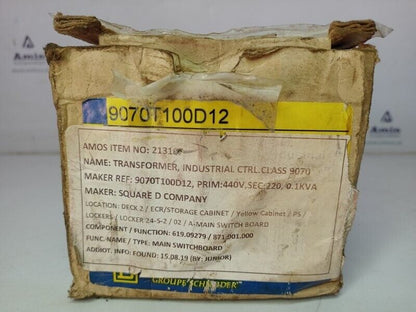 9070T100D12
AMOS ITEM NO: 21316
NAME: TRANSFORMER, INDUSTRIAL CTRL.CLASS 9070
MAKER REF: 9070T100D12, PRIM:440V.SEC:220, 0.1KVA
MAKER: SQUARE D COMPANY
LOCATION: DECK 2 / ECR/STORAGE CABINET / Yellow Cabinet / PS /
LOCKERS / LOCKER 24-5-2 / 02 / A-MAIN SWITCH BOARD
COMPONENT / FUNCTION: 619.09279 / 871.001.000
FUNC.NAME / TYPE: MAIN SWITCHBOARD
ADDIOT. INFO: FOUND: 15.08.19 (BY: JUNIOR)
GROUPE SCHNEIDER